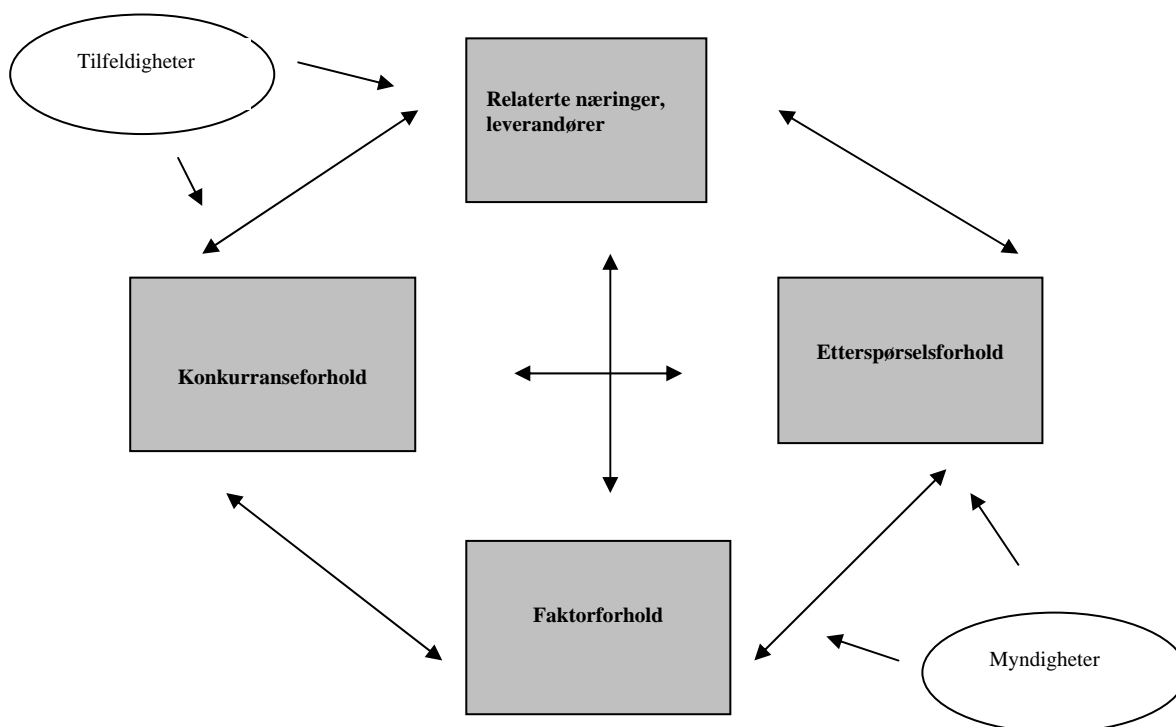 Tilfeldigheter
Relaterte næringer,
leverandører
Etterspørselsforhold
Konkurranseforhold
Faktorforhold
Myndigheter